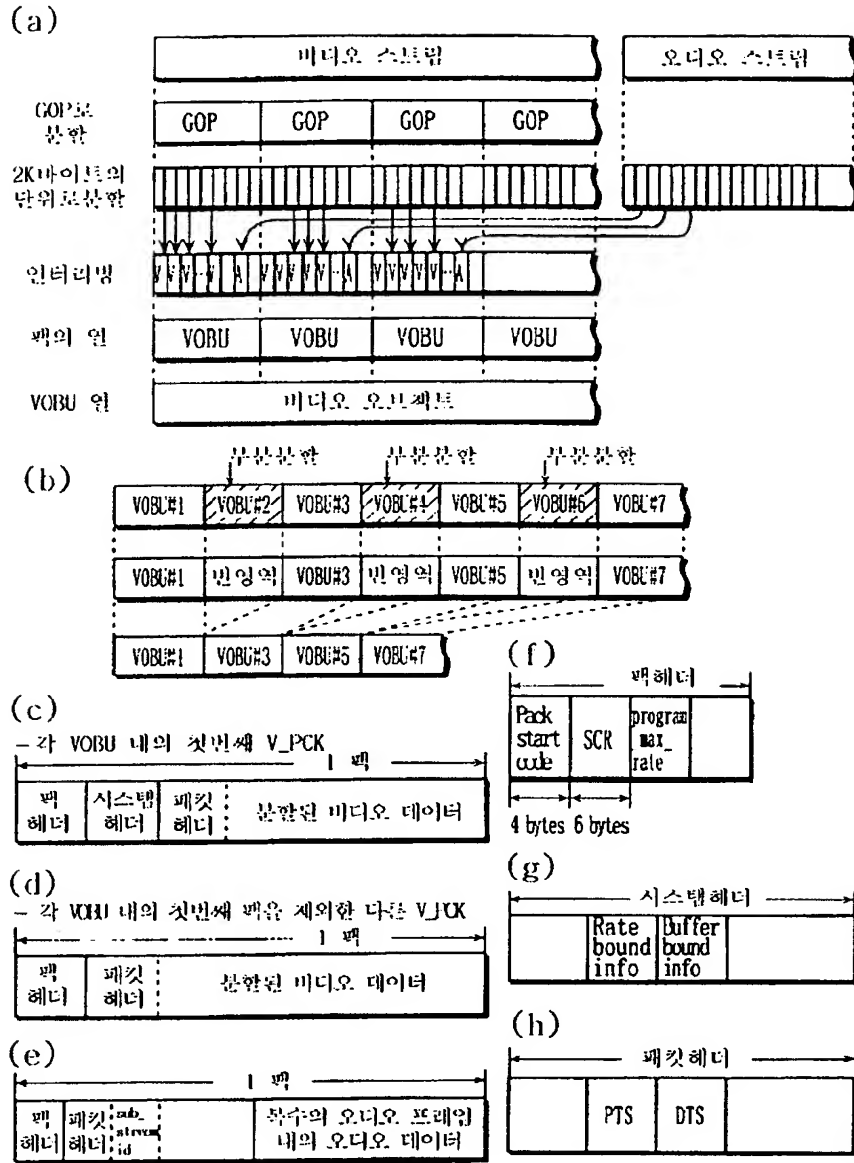 (a)
비디오 스트림
오디오 스트림
GOP로
분할
GOP GOP GOP GOP
2K바이트의
단위로분할
인터리빙
V V V … V A V V V V … A V V V V V … A
팩의 열
VOBU VOBU VOBU VOBU
VOBU 열
비디오 오브젝트
(b)
부분분할 부분분할 부분분할
VOBU#1 VOBU#2 VOBU#3 VOBU#4 VOBU#5 VOBU#6 VOBU#7
VOBU#1 빈영역 VOBU#3 빈영역 VOBU#5 빈영역 VOBU#7
VOBU#1 VOBU#3 VOBU#5 VOBU#7
(c)
– 각 VOBU 내의 첫번째 V_PCK
1 팩
팩
헤더
시스템
헤더
패킷
헤더
분할된 비디오 데이터
(d)
– 각 VOBU 내의 첫번째 팩을 제외한 다른 V_PCK
1 팩
팩
헤더
패킷
헤더
분할된 비디오 데이터
(e)
1 팩
팩
헤더
패킷
헤더
sub_
stream
id
복수의 오디오 프레임
내의 오디오 데이터
(f)
팩헤더
Pack
start
code
SCR
program
max_
rate
4 bytes 6 bytes
(g)
시스템헤더
Rate
bound
info
Buffer
bound
info
(h)
패킷헤더
PTS DTS